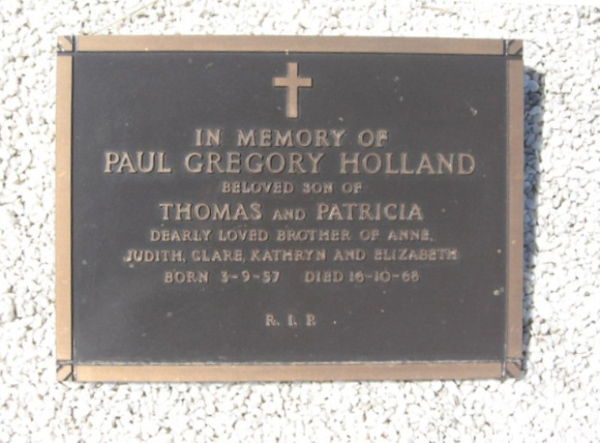 IN MEMORY OF
PAUL GREGORY HOLLAND
BELOVED SON OF
THOMAS AND PATRICIA
DEARLY LOVED BROTHER OF ANNE,
JUDITH, CLARE, KATHRYN AND ELIZABETH
BORN 3-9-57 DIED 16-10-68
R. I. P.